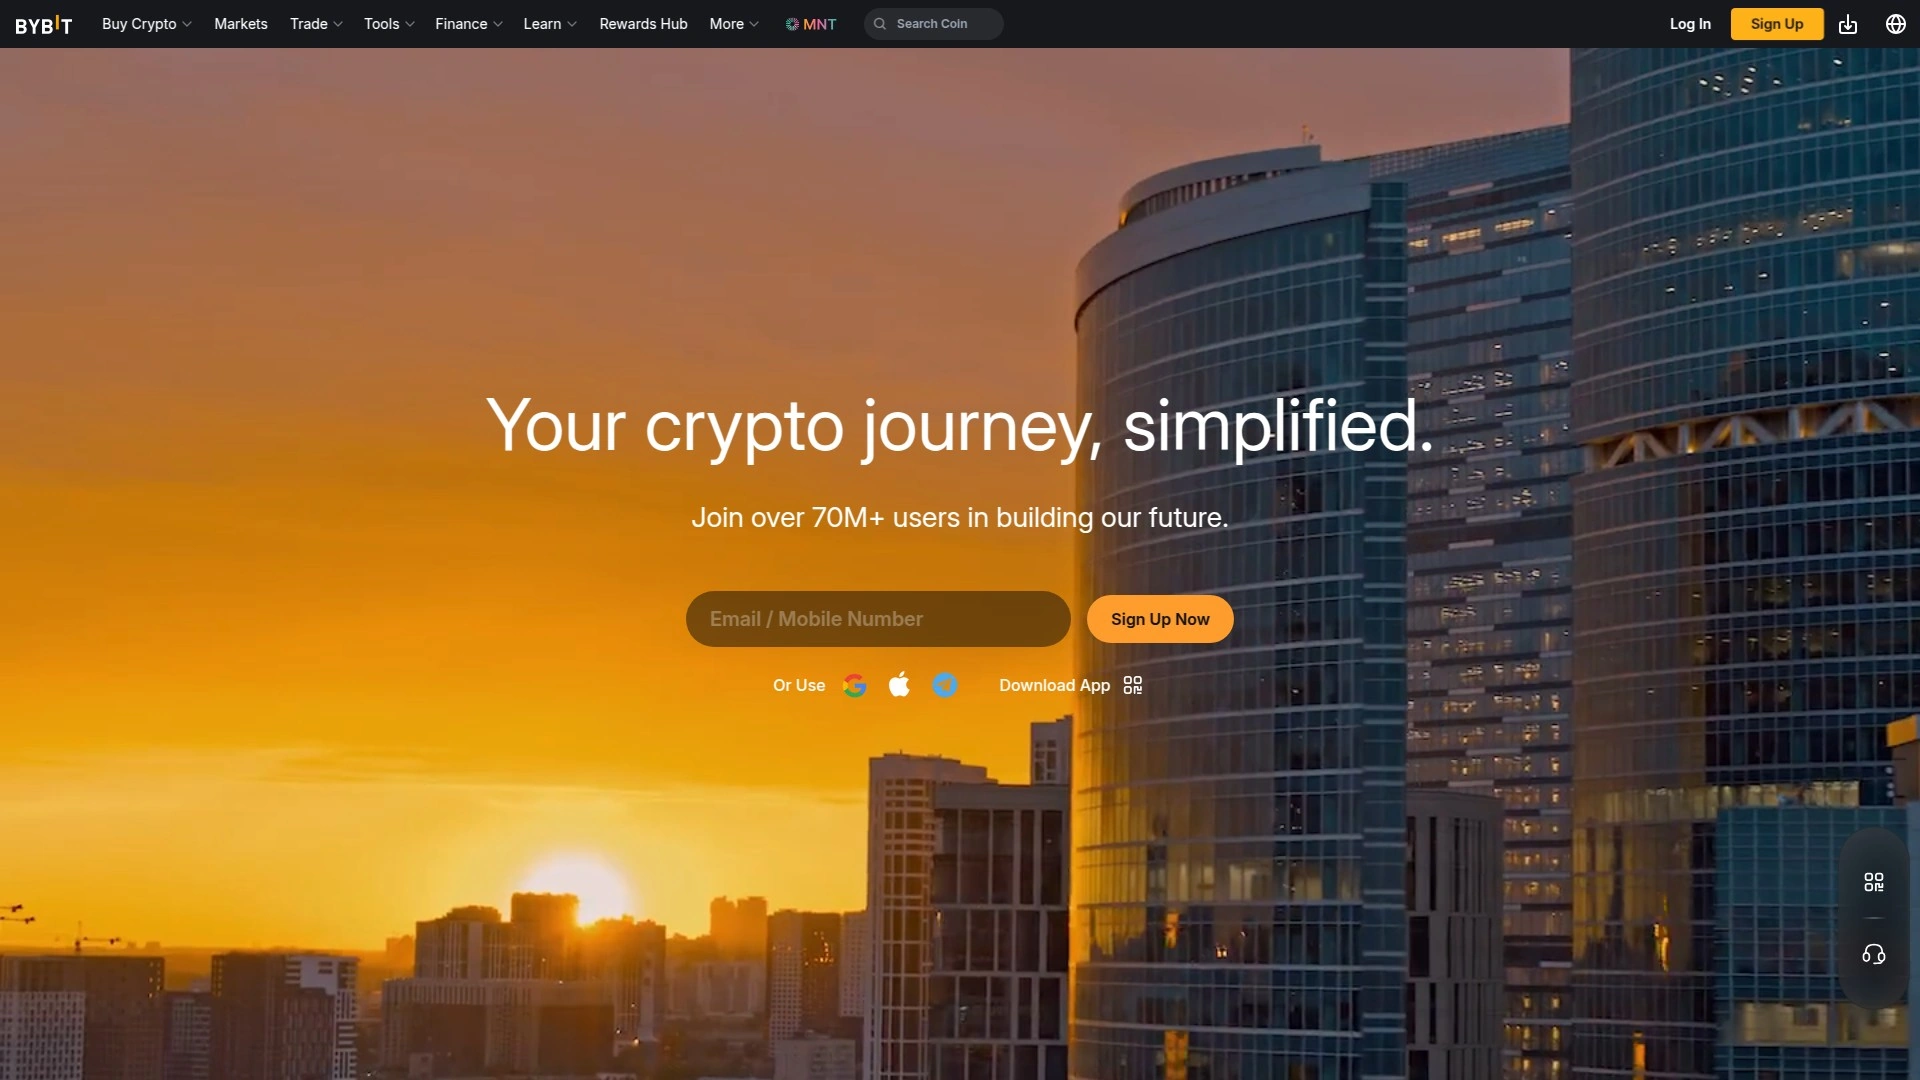 BYBIT
Buy Crypto
Markets
Trade
Tools
Finance
Learn
Rewards Hub
More
MNT
Search Coin
Log In
Sign Up
Your crypto journey, simplified.
Join over 70M+ users in building our future.
Email / Mobile Number
Sign Up Now
Or Use
Download App